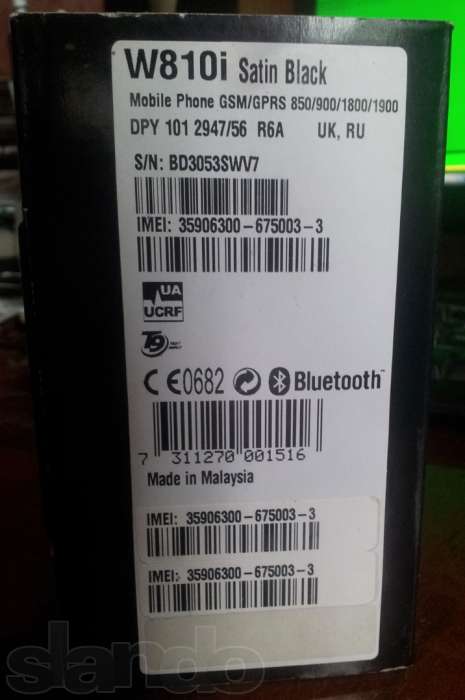 W810i Satin Black
Mobile Phone GSM/GPRS 850/900/1800/1900
DPY 101 2947/56 R6A UK, RU
S/N: BD3053SWV7
IMEI: 35906300-675003-3
UA
UCRF
T9
CE0682 Bluetooth
7 311270 001516
Made in Malaysia
IMEI: 35906300-675003-3
IMEI: 35906300-675003-3
slando